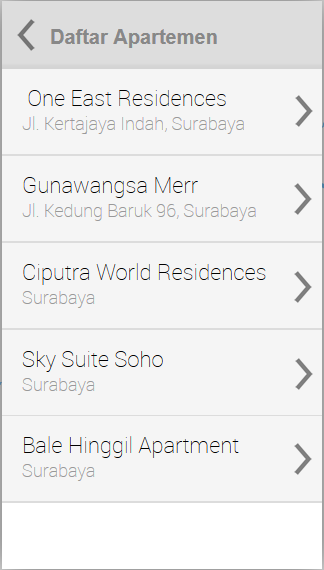 Daftar Apartemen
One East Residences
Jl. Kertajaya Indah, Surabaya
Gunawangsa Merr
Jl. Kedung Baruk 96, Surabaya
Ciputra World Residences
Surabaya
Sky Suite Soho
Surabaya
Bale Hinggil Apartment
Surabaya